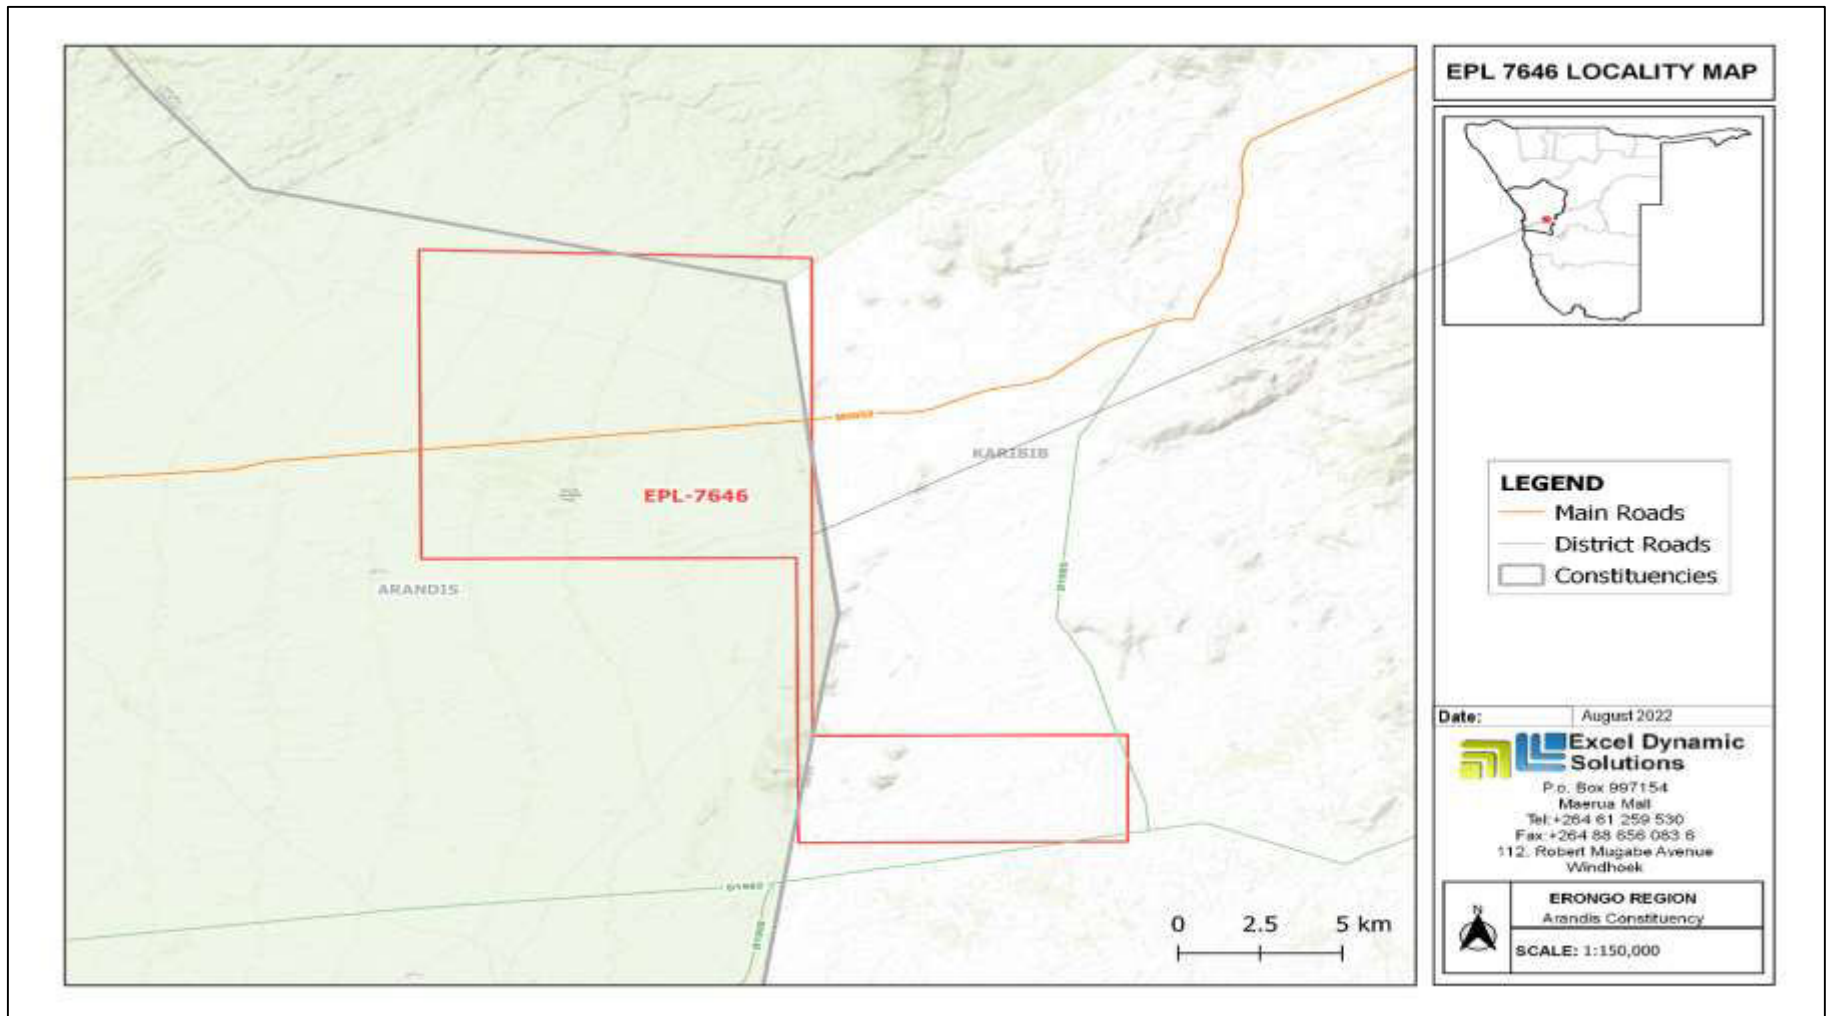 EPL 7646 LOCALITY MAP
KARIBIB
EPL-7646
ARANDIS
0 2.5 5 km
LEGEND
Main Roads
District Roads
Constituencies
Date: August 2022
Excel Dynamic
Solutions
P.o. Box 997154
Maerua Mall
Tel:+264 61 259 530
Fax:+264 88 656 083 6
112, Robert Mugabe Avenue
Windhoek
N
ERONGO REGION
Arandis Constituency
SCALE: 1:150,000